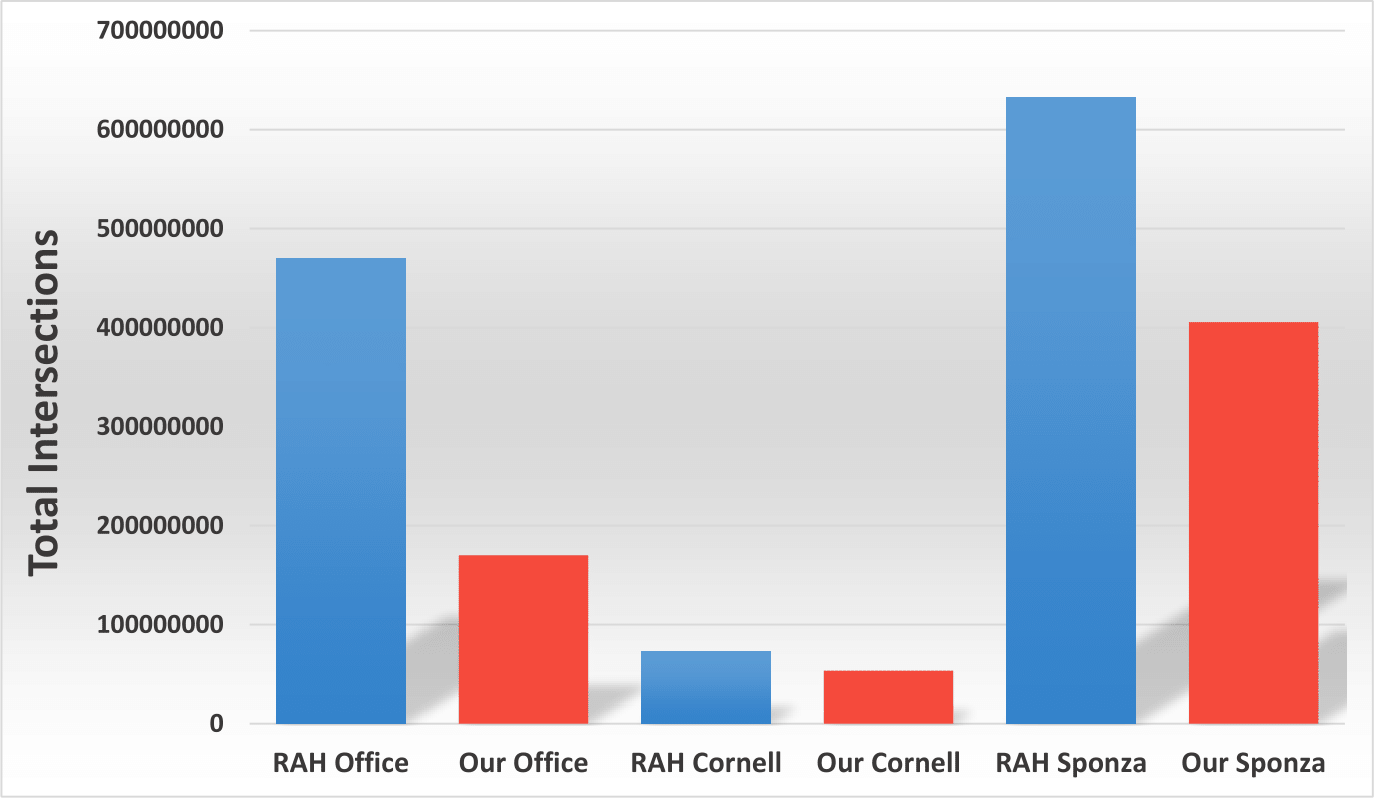 700000000
600000000
500000000
400000000
300000000
200000000
100000000
0
Total Intersections
RAH Office
Our Office
RAH Cornell
Our Cornell
RAH Sponza
Our Sponza